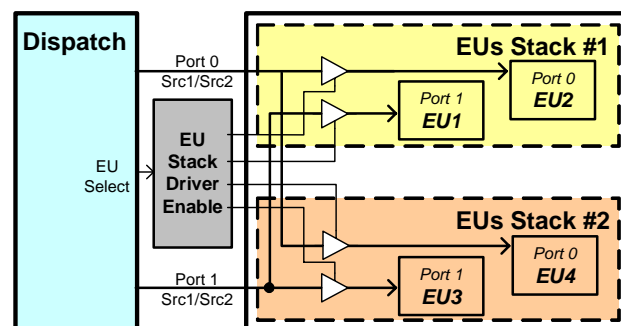 Dispatch
Port 0
Src1/Src2
EU
Select
EU
Stack
Driver
Enable
Port 1
Src1/Src2
EUs Stack #1
Port 0
EU2
Port 1
EU1
EUs Stack #2
Port 0
EU4
Port 1
EU3